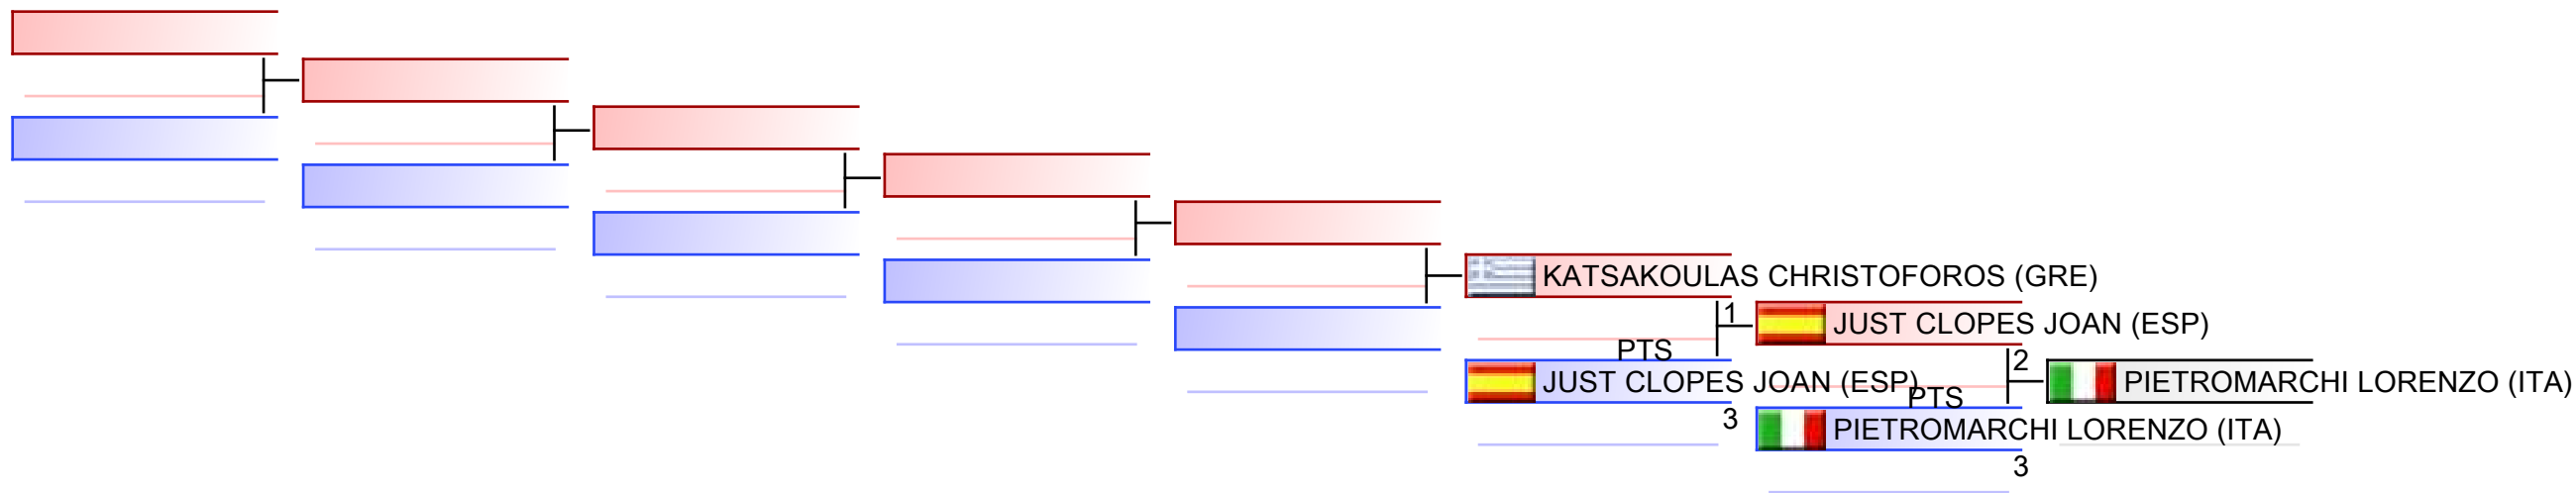 KATSAKOULAS CHRISTOFOROS (GRE)
1
JUST CLOPES JOAN (ESP)
PTS
2
JUST CLOPES JOAN (ESP)
PTS
PIETROMARCHI LORENZO (ITA)
3
PIETROMARCHI LORENZO (ITA)
3